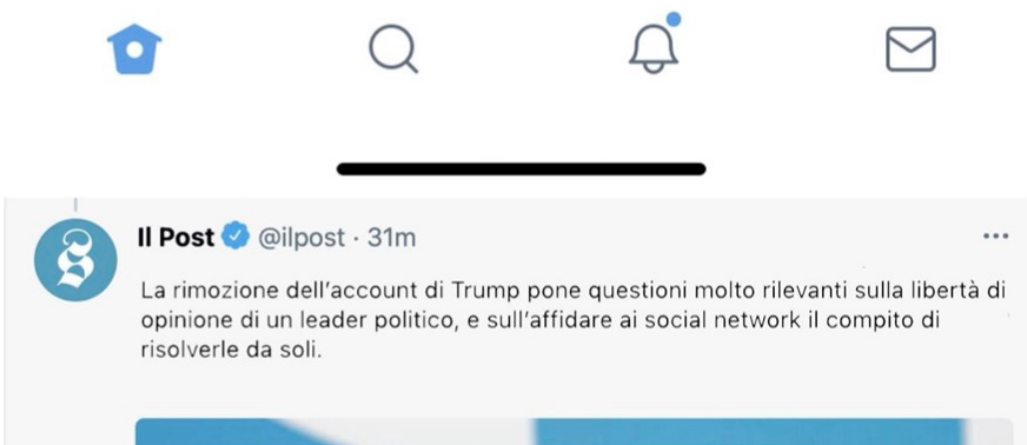 Il Post @ilpost · 31m
La rimozione dell'account di Trump pone questioni molto rilevanti sulla libertà di
opinione di un leader politico, e sull'affidare ai social network il compito di
risolverle da soli.